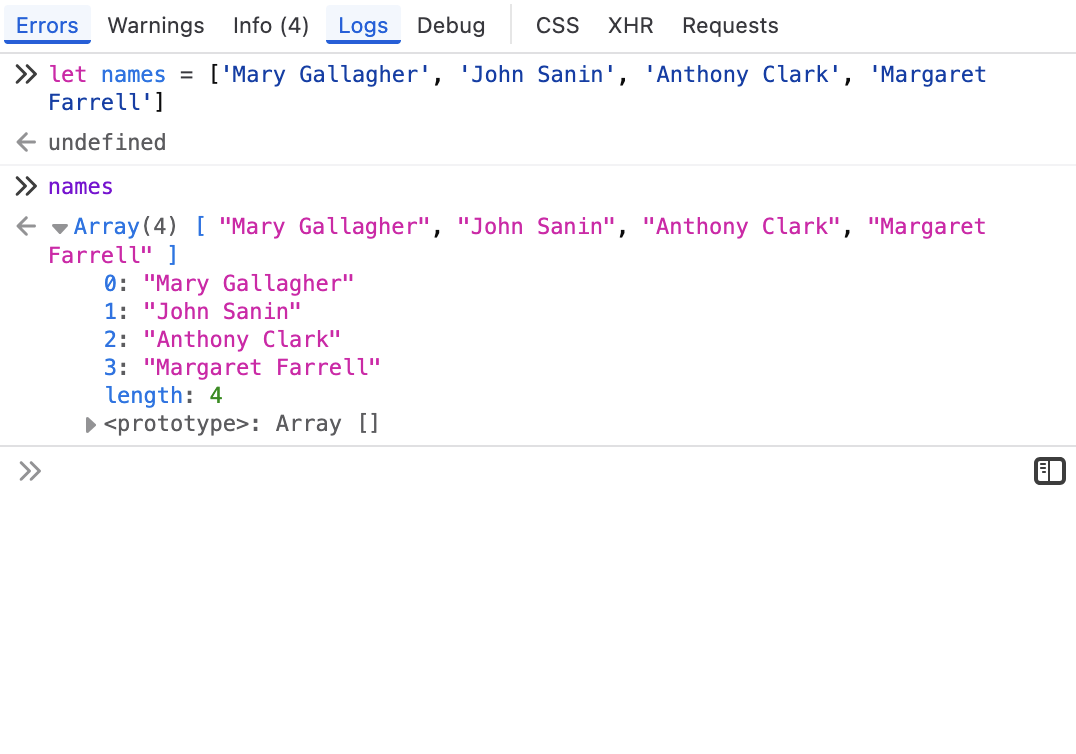 Errors Warnings Info (4) Logs Debug CSS XHR Requests
let names = ['Mary Gallagher', 'John Sanin', 'Anthony Clark', 'Margaret
Farrell']
undefined
names
Array(4) [ "Mary Gallagher", "John Sanin", "Anthony Clark", "Margaret
Farrell" ]
0: "Mary Gallagher"
1: "John Sanin"
2: "Anthony Clark"
3: "Margaret Farrell"
length: 4
<prototype>: Array []